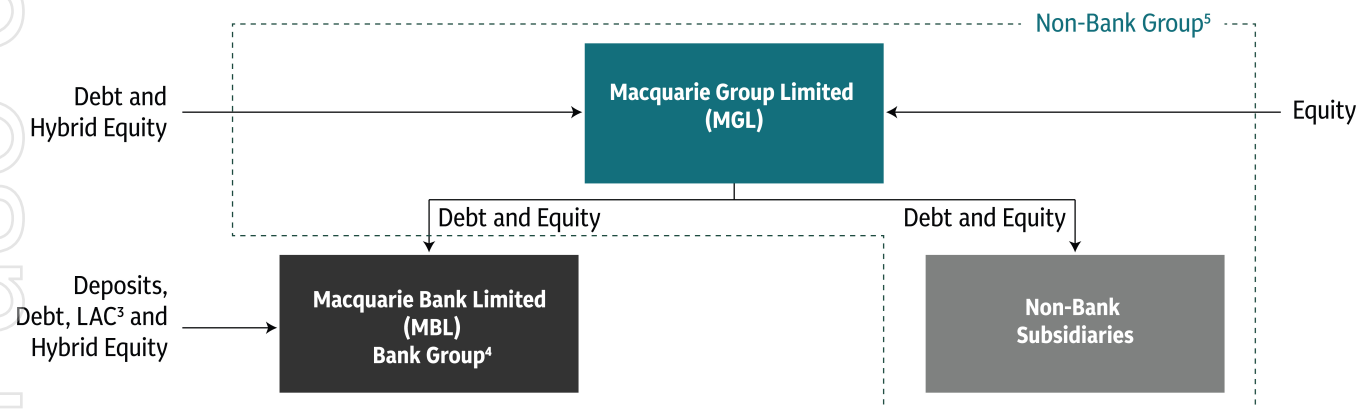 Non-Bank Group⁵
Debt and
Hybrid Equity
Macquarie Group Limited
(MGL)
Equity
Debt and Equity
Debt and Equity
Deposits,
Debt, LAC³ and
Hybrid Equity
Macquarie Bank Limited
(MBL)
Bank Group⁴
Non-Bank
Subsidiaries